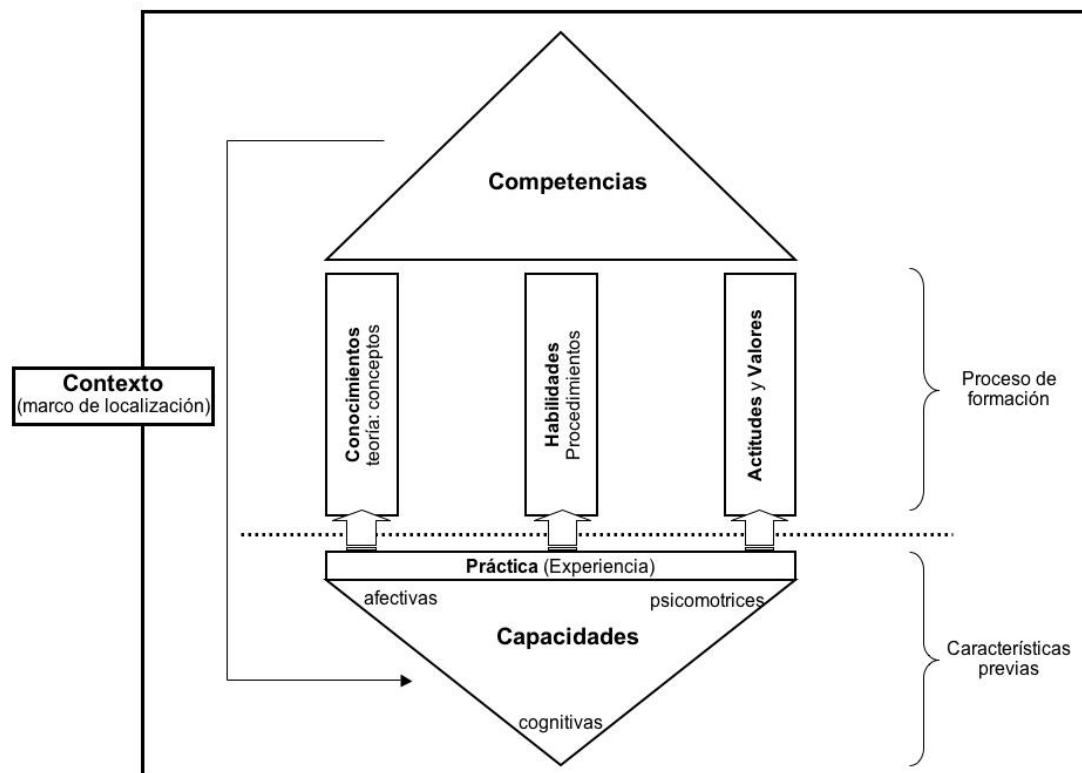 Competencias
Contexto
(marco de localización)
Conocimientos
teoría: conceptos
Habilidades
Procedimientos
Actitudes y Valores
Proceso de
formación
Práctica (Experiencia)
afectivas
psicomotrices
Capacidades
cognitivas
Características
previas